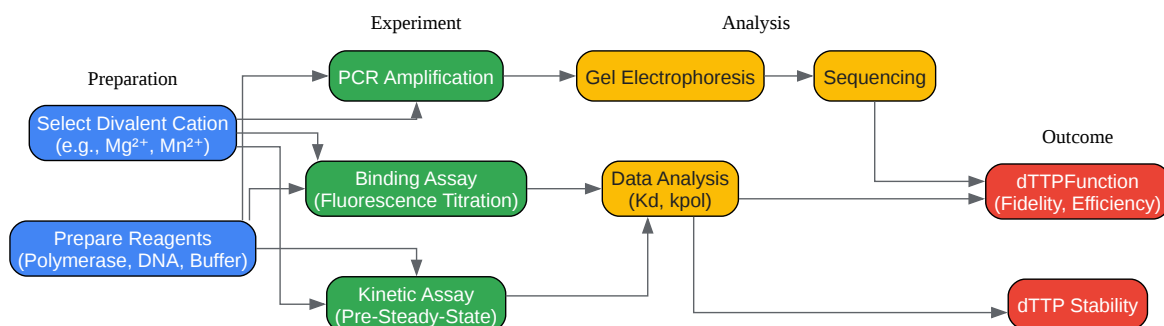 Preparation
Select Divalent Cation
(e.g., Mg²⁺, Mn²⁺)
Prepare Reagents
(Polymerase, DNA, Buffer)
Experiment
PCR Amplification
Binding Assay
(Fluorescence Titration)
Kinetic Assay
(Pre-Steady-State)
Analysis
Gel Electrophoresis
Sequencing
Data Analysis
(Kd, kpol)
Outcome
dTTPFunction
(Fidelity, Efficiency)
dTTP Stability